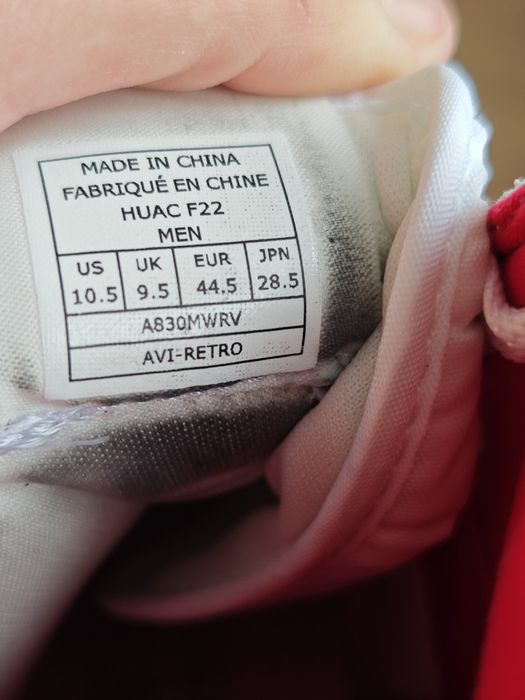 MADE IN CHINA
FABRIQUÉ EN CHINE
HUAC F22
MEN
US UK EUR JPN
10.5 9.5 44.5 28.5
A830MWRV
AVI-RETRO